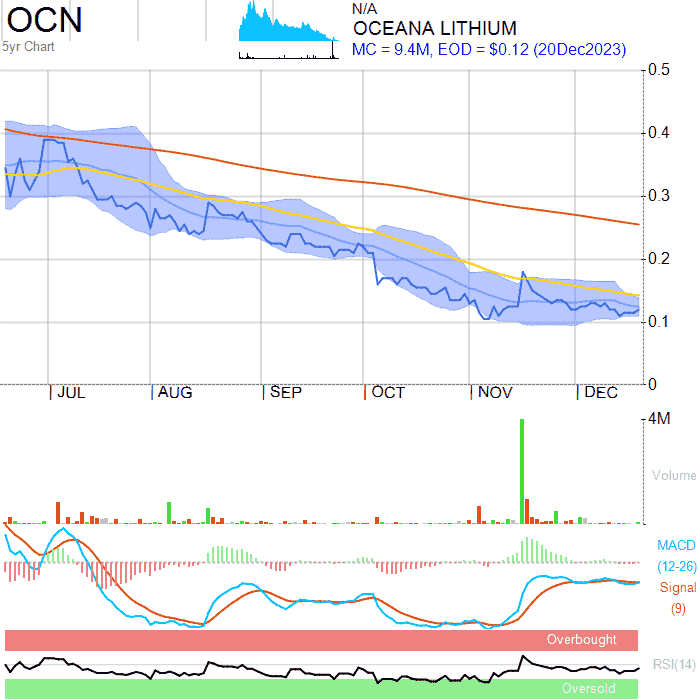 OCN
5yr Chart
N/A
OCEANA LITHIUM
MC = 9.4M, EOD = $0.12 (20Dec2023)
0.5
0.4
0.3
0.2
0.1
0
JUL AUG SEP OCT NOV DEC
4M
Volume
MACD
(12-26)
Signal
(9)
Overbought
RSI(14)
Oversold